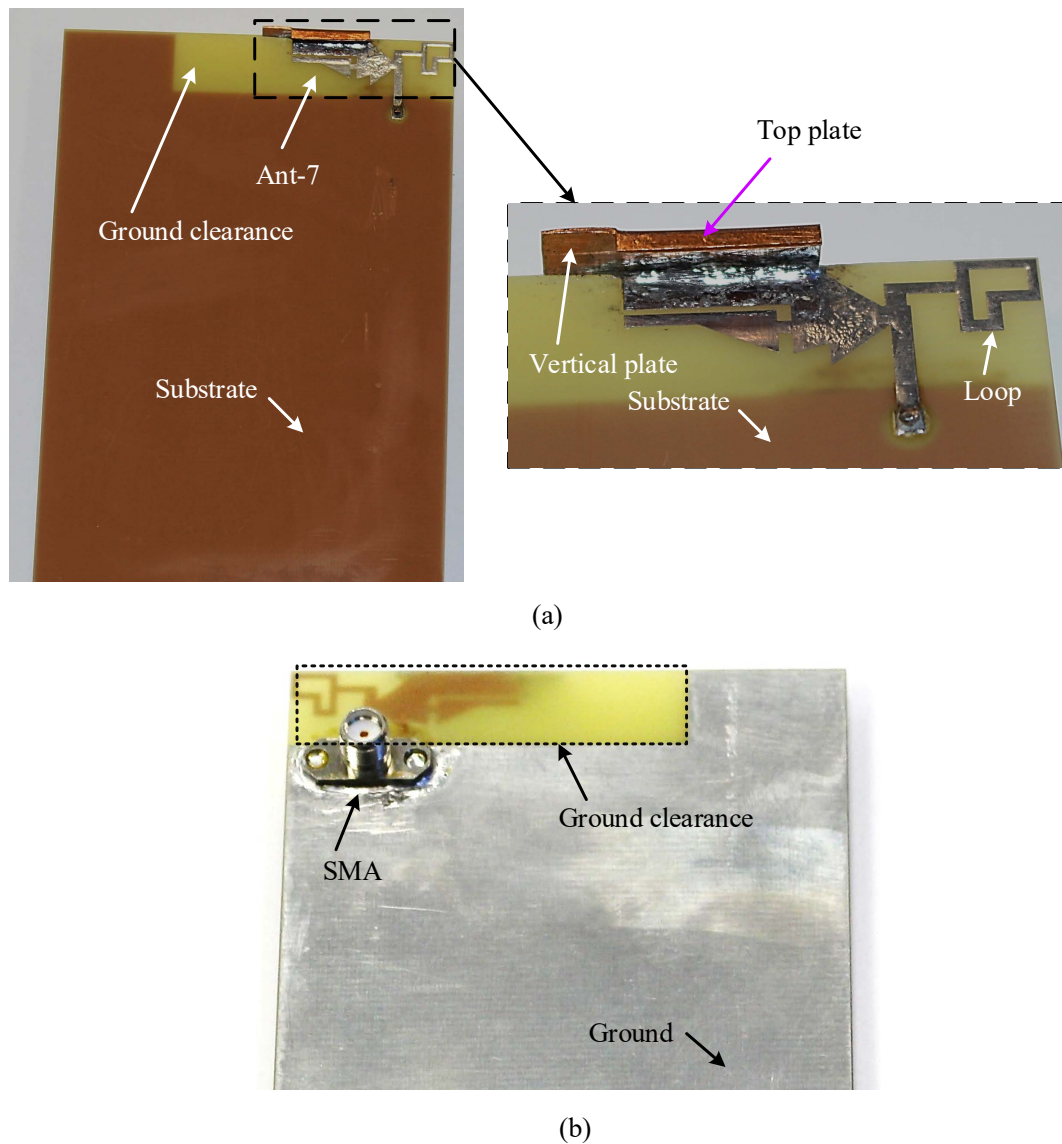 Top plate
Ant-7
Ground clearance
Vertical plate
Substrate
Substrate
Loop
(a)
Ground clearance
SMA
Ground
(b)